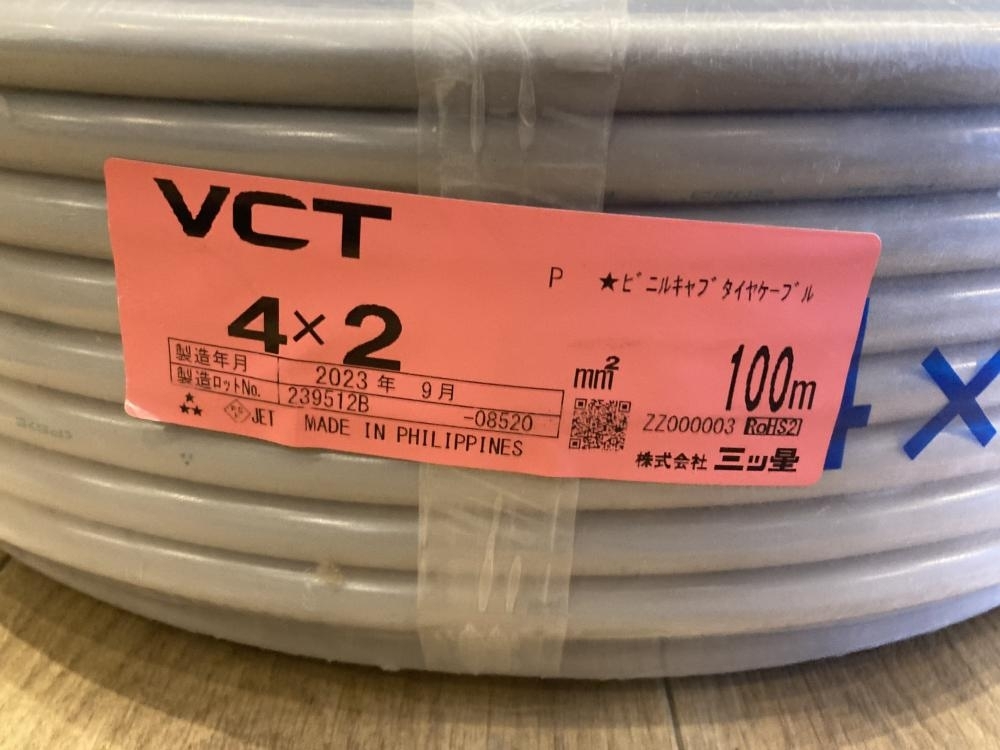 VCT
P ★ビニルキャブタイヤケーブル
4×2 mm² 100m
製造年月 2023年 9月
製造ロットNo. 239512B -08520
JET MADE IN PHILIPPINES
ZZ000003 RoHS2
株式会社 三ッ星
4×